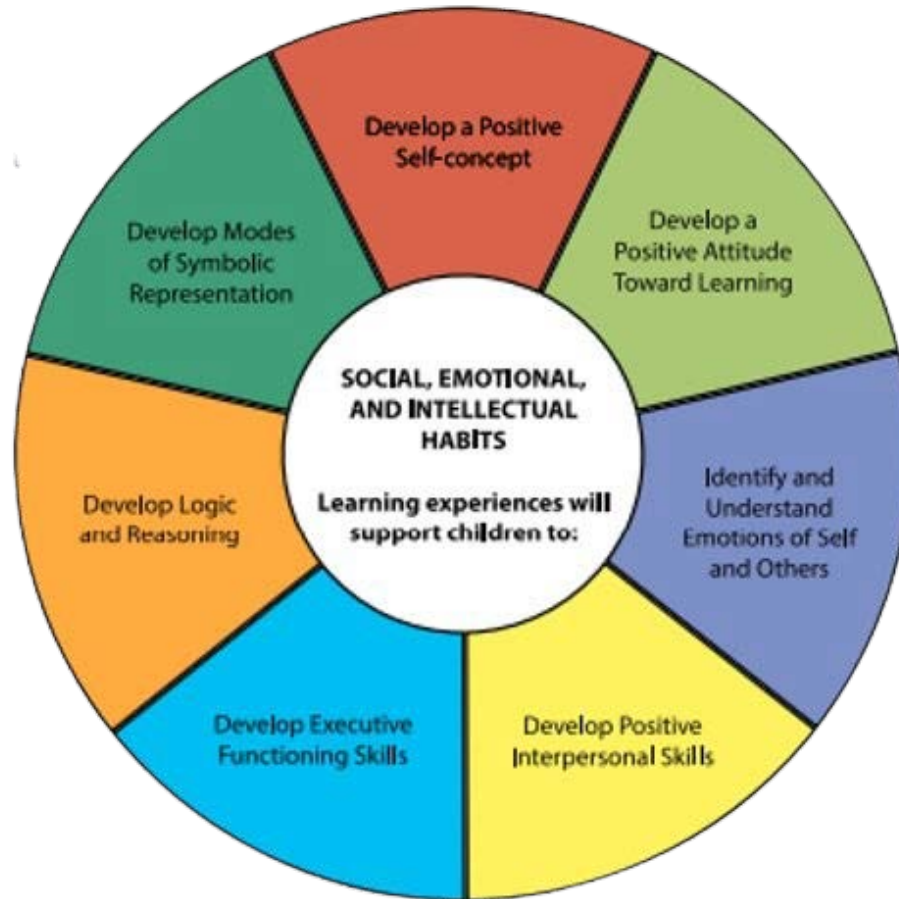 SOCIAL, EMOTIONAL,
AND INTELLECTUAL
HABITS
Learning experiences will
support children to:
Develop a Positive
Self-concept
Develop a
Positive Attitude
Toward Learning
Identify and
Understand
Emotions of Self
and Others
Develop Positive
Interpersonal Skills
Develop Executive
Functioning Skills
Develop Logic
and Reasoning
Develop Modes
of Symbolic
Representation